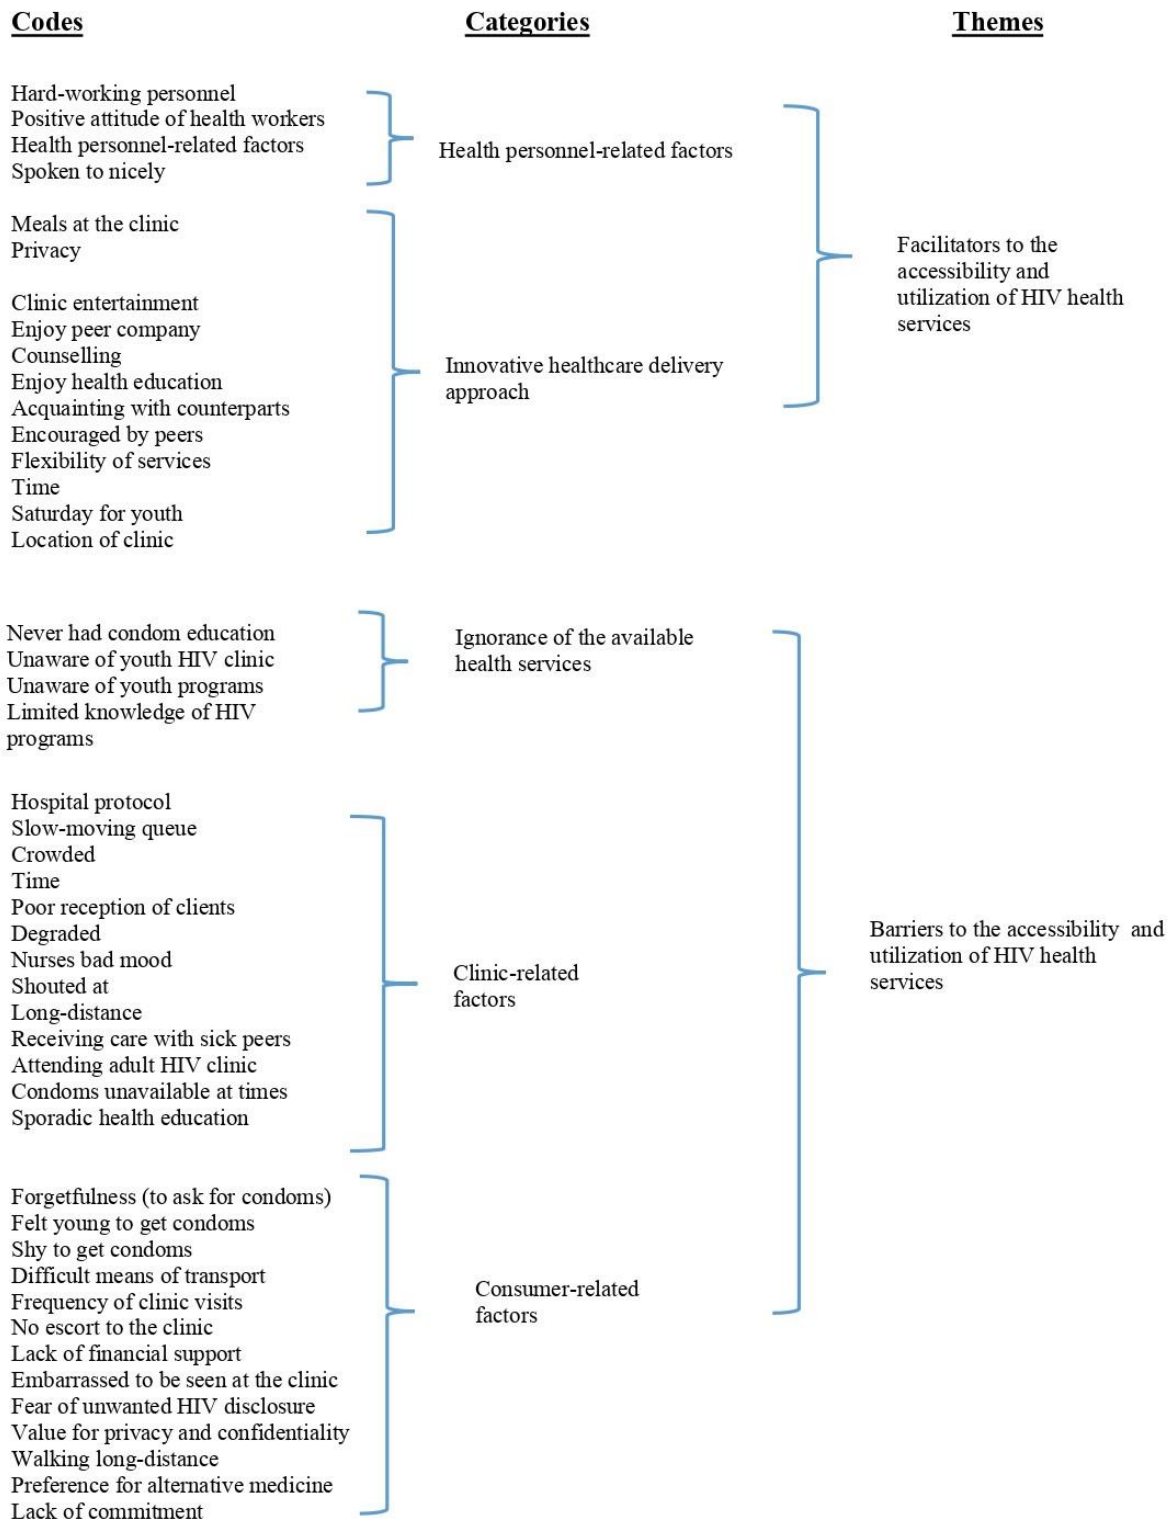 Codes
Categories
Themes
Hard-working personnel
Positive attitude of health workers
Health personnel-related factors
Spoken to nicely
Health personnel-related factors
Meals at the clinic
Privacy
Clinic entertainment
Enjoy peer company
Counselling
Enjoy health education
Acquainting with counterparts
Encouraged by peers
Flexibility of services
Time
Saturday for youth
Location of clinic
Innovative healthcare delivery
approach
Facilitators to the
accessibility and
utilization of HIV health
services
Never had condom education
Unaware of youth HIV clinic
Unaware of youth programs
Limited knowledge of HIV
programs
Ignorance of the available
health services
Hospital protocol
Slow-moving queue
Crowded
Time
Poor reception of clients
Degraded
Nurses bad mood
Shouted at
Long-distance
Receiving care with sick peers
Attending adult HIV clinic
Condoms unavailable at times
Sporadic health education
Clinic-related
factors
Forgetfulness (to ask for condoms)
Felt young to get condoms
Shy to get condoms
Difficult means of transport
Frequency of clinic visits
No escort to the clinic
Lack of financial support
Embarrassed to be seen at the clinic
Fear of unwanted HIV disclosure
Value for privacy and confidentiality
Walking long-distance
Preference for alternative medicine
Lack of commitment
Consumer-related
factors
Barriers to the accessibility and
utilization of HIV health
services